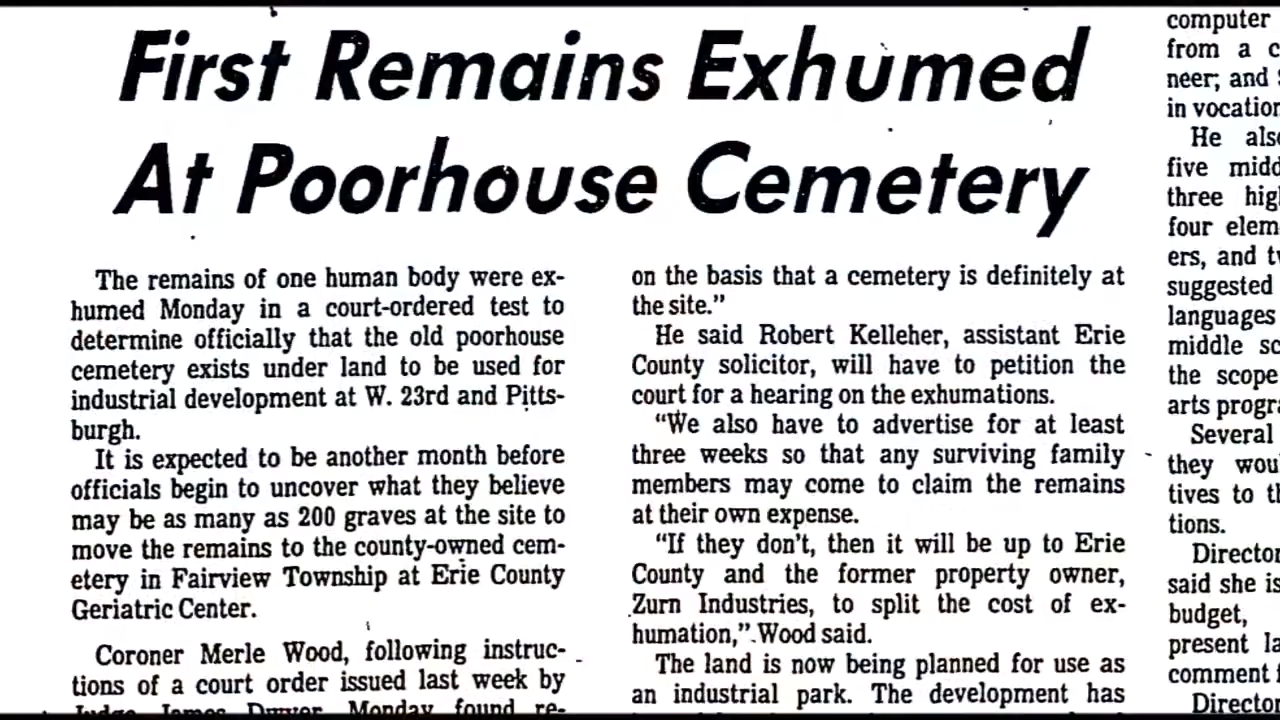 First Remains Exhumed
At Poorhouse Cemetery
The remains of one human body were ex-
humed Monday in a court-ordered test to
determine officially that the old poorhouse
cemetery exists under land to be used for
industrial development at W. 23rd and Pitts-
burgh.
It is expected to be another month before
officials begin to uncover what they believe
may be as many as 200 graves at the site to
move the remains to the county-owned cem-
etery in Fairview Township at Erie County
Geriatric Center.
Coroner Merle Wood, following instruc-
tions of a court order issued last week by
Judge James Dwyer, Monday found re-
on the basis that a cemetery is definitely at
the site."
He said Robert Kelleher, assistant Erie
County solicitor, will have to petition the
court for a hearing on the exhumations.
"We also have to advertise for at least
three weeks so that any surviving family
members may come to claim the remains
at their own expense.
"If they don't, then it will be up to Erie
County and the former property owner,
Zurn Industries, to split the cost of ex-
humation," Wood said.
The land is now being planned for use as
an industrial park. The development has
computer
from a
neer; and
in vocation
He also
five
three
four
ers, and
suggested
languages
middle
the scope
arts
Several
they
tives to
tions.
Director
said she is
budget,
present
comment
Director